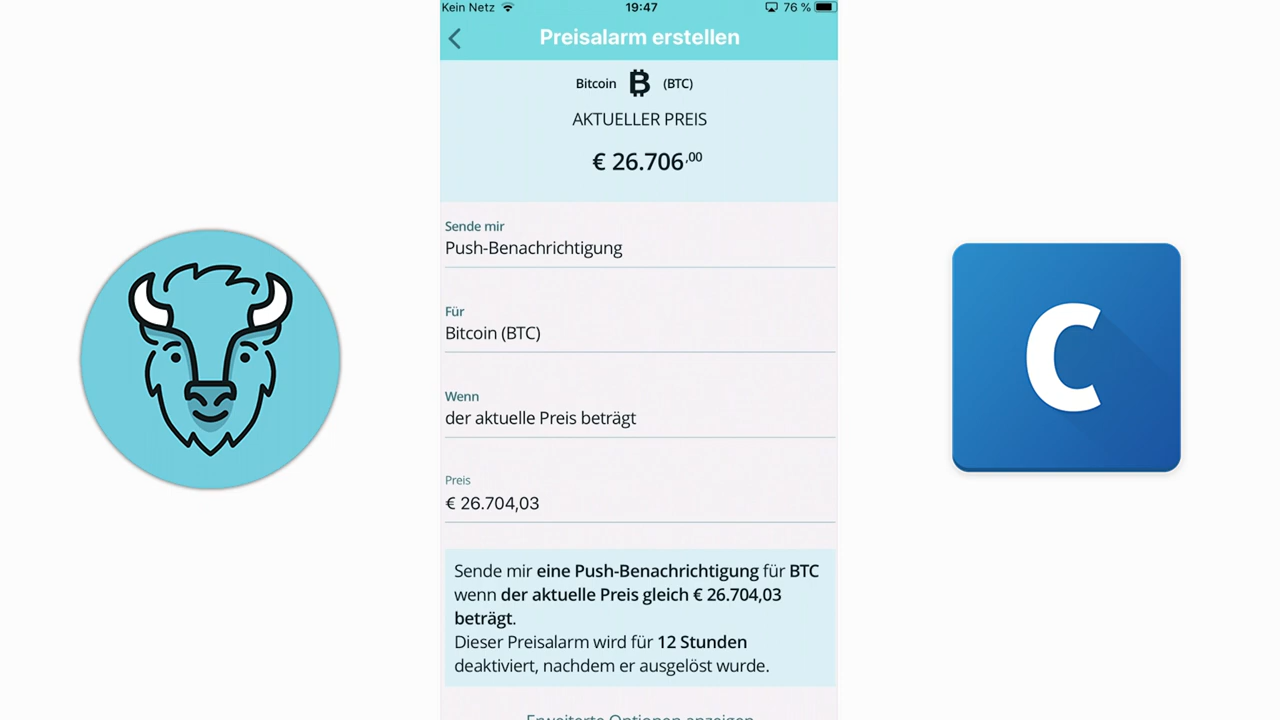 Kein Netz 19:47 76 %
Preisalarm erstellen
Bitcoin ₿ (BTC)
AKTUELLER PREIS
€ 26.706,00
Sende mir
Push-Benachrichtigung
Für
Bitcoin (BTC)
Wenn
der aktuelle Preis beträgt
Preis
€ 26.704,03
Sende mir eine Push-Benachrichtigung für BTC
wenn der aktuelle Preis gleich € 26.704,03
beträgt.
Dieser Preisalarm wird für 12 Stunden
deaktiviert, nachdem er ausgelöst wurde.
Erweiterte Optionen anzeigen
C